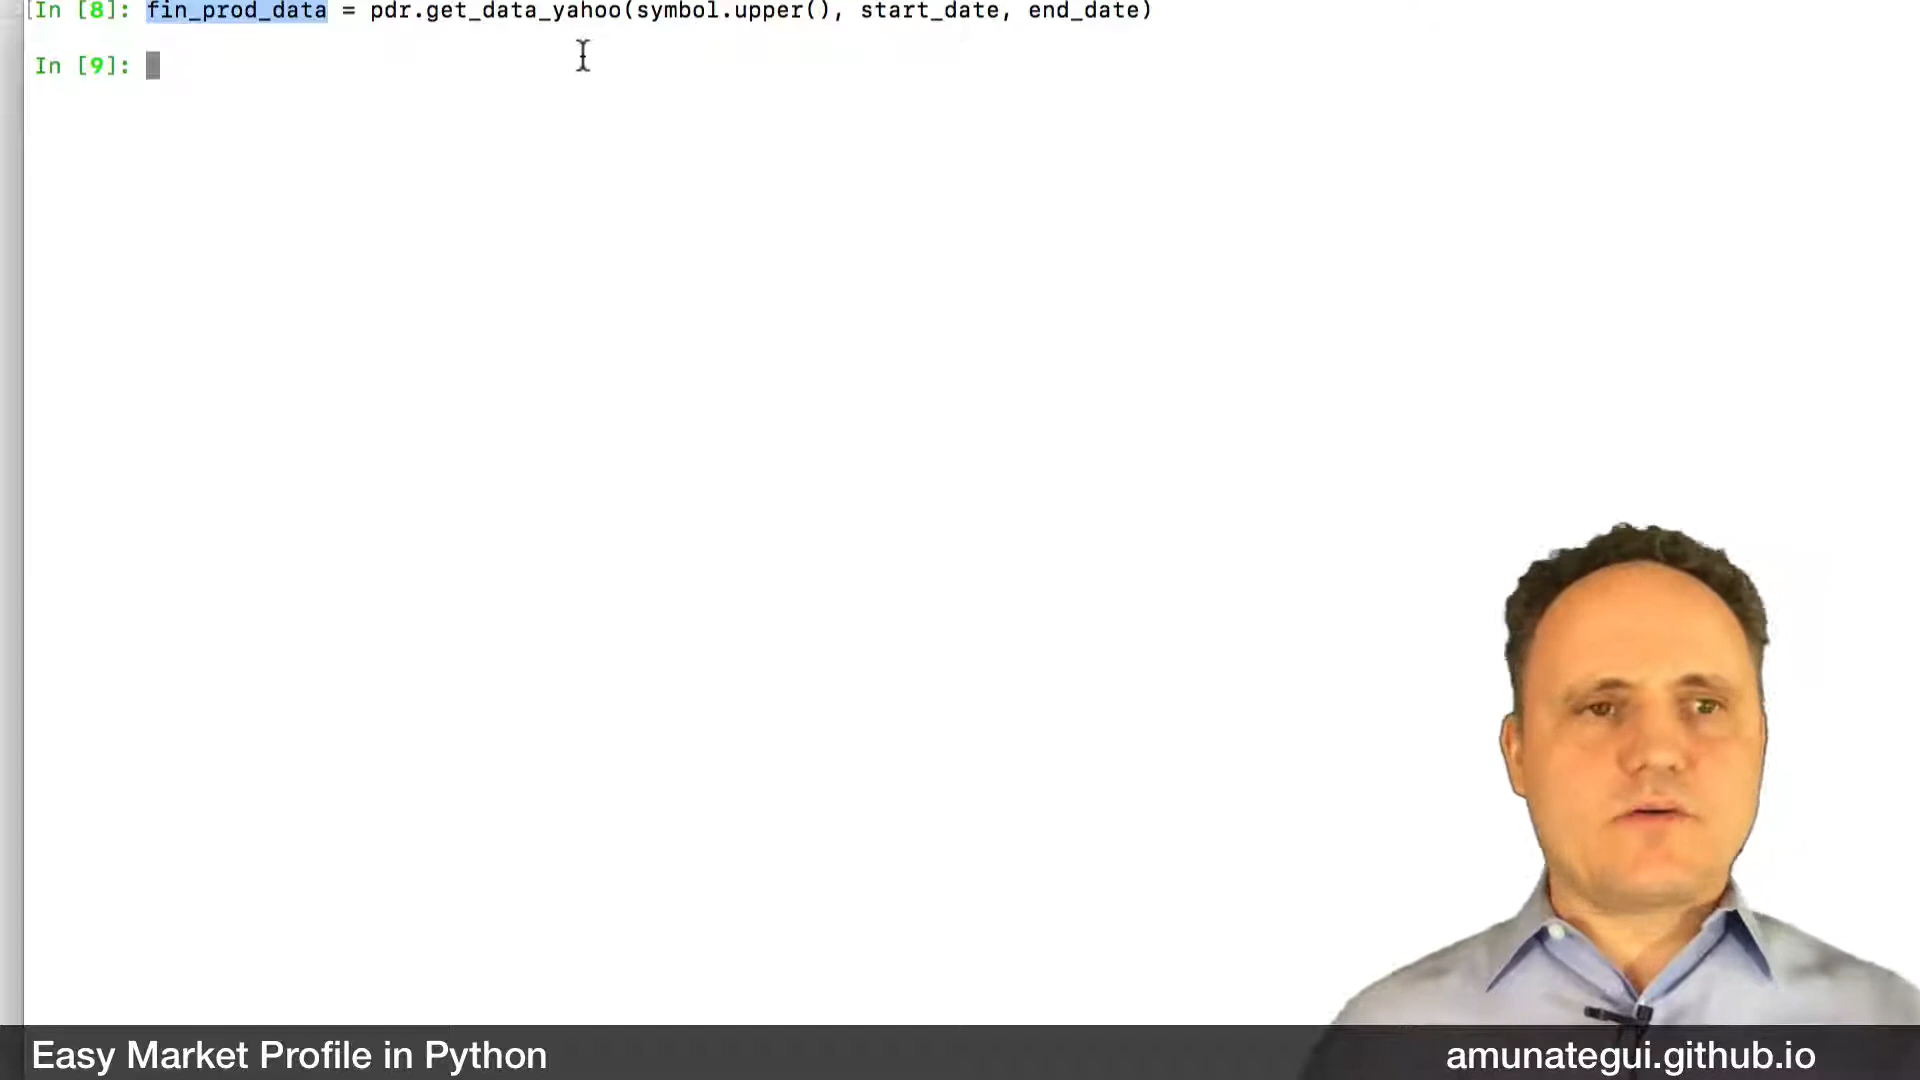 In [8]: fin_prod_data = pdr.get_data_yahoo(symbol.upper(), start_date, end_date)
In [9]:
Easy Market Profile in Python
amunategui.github.io